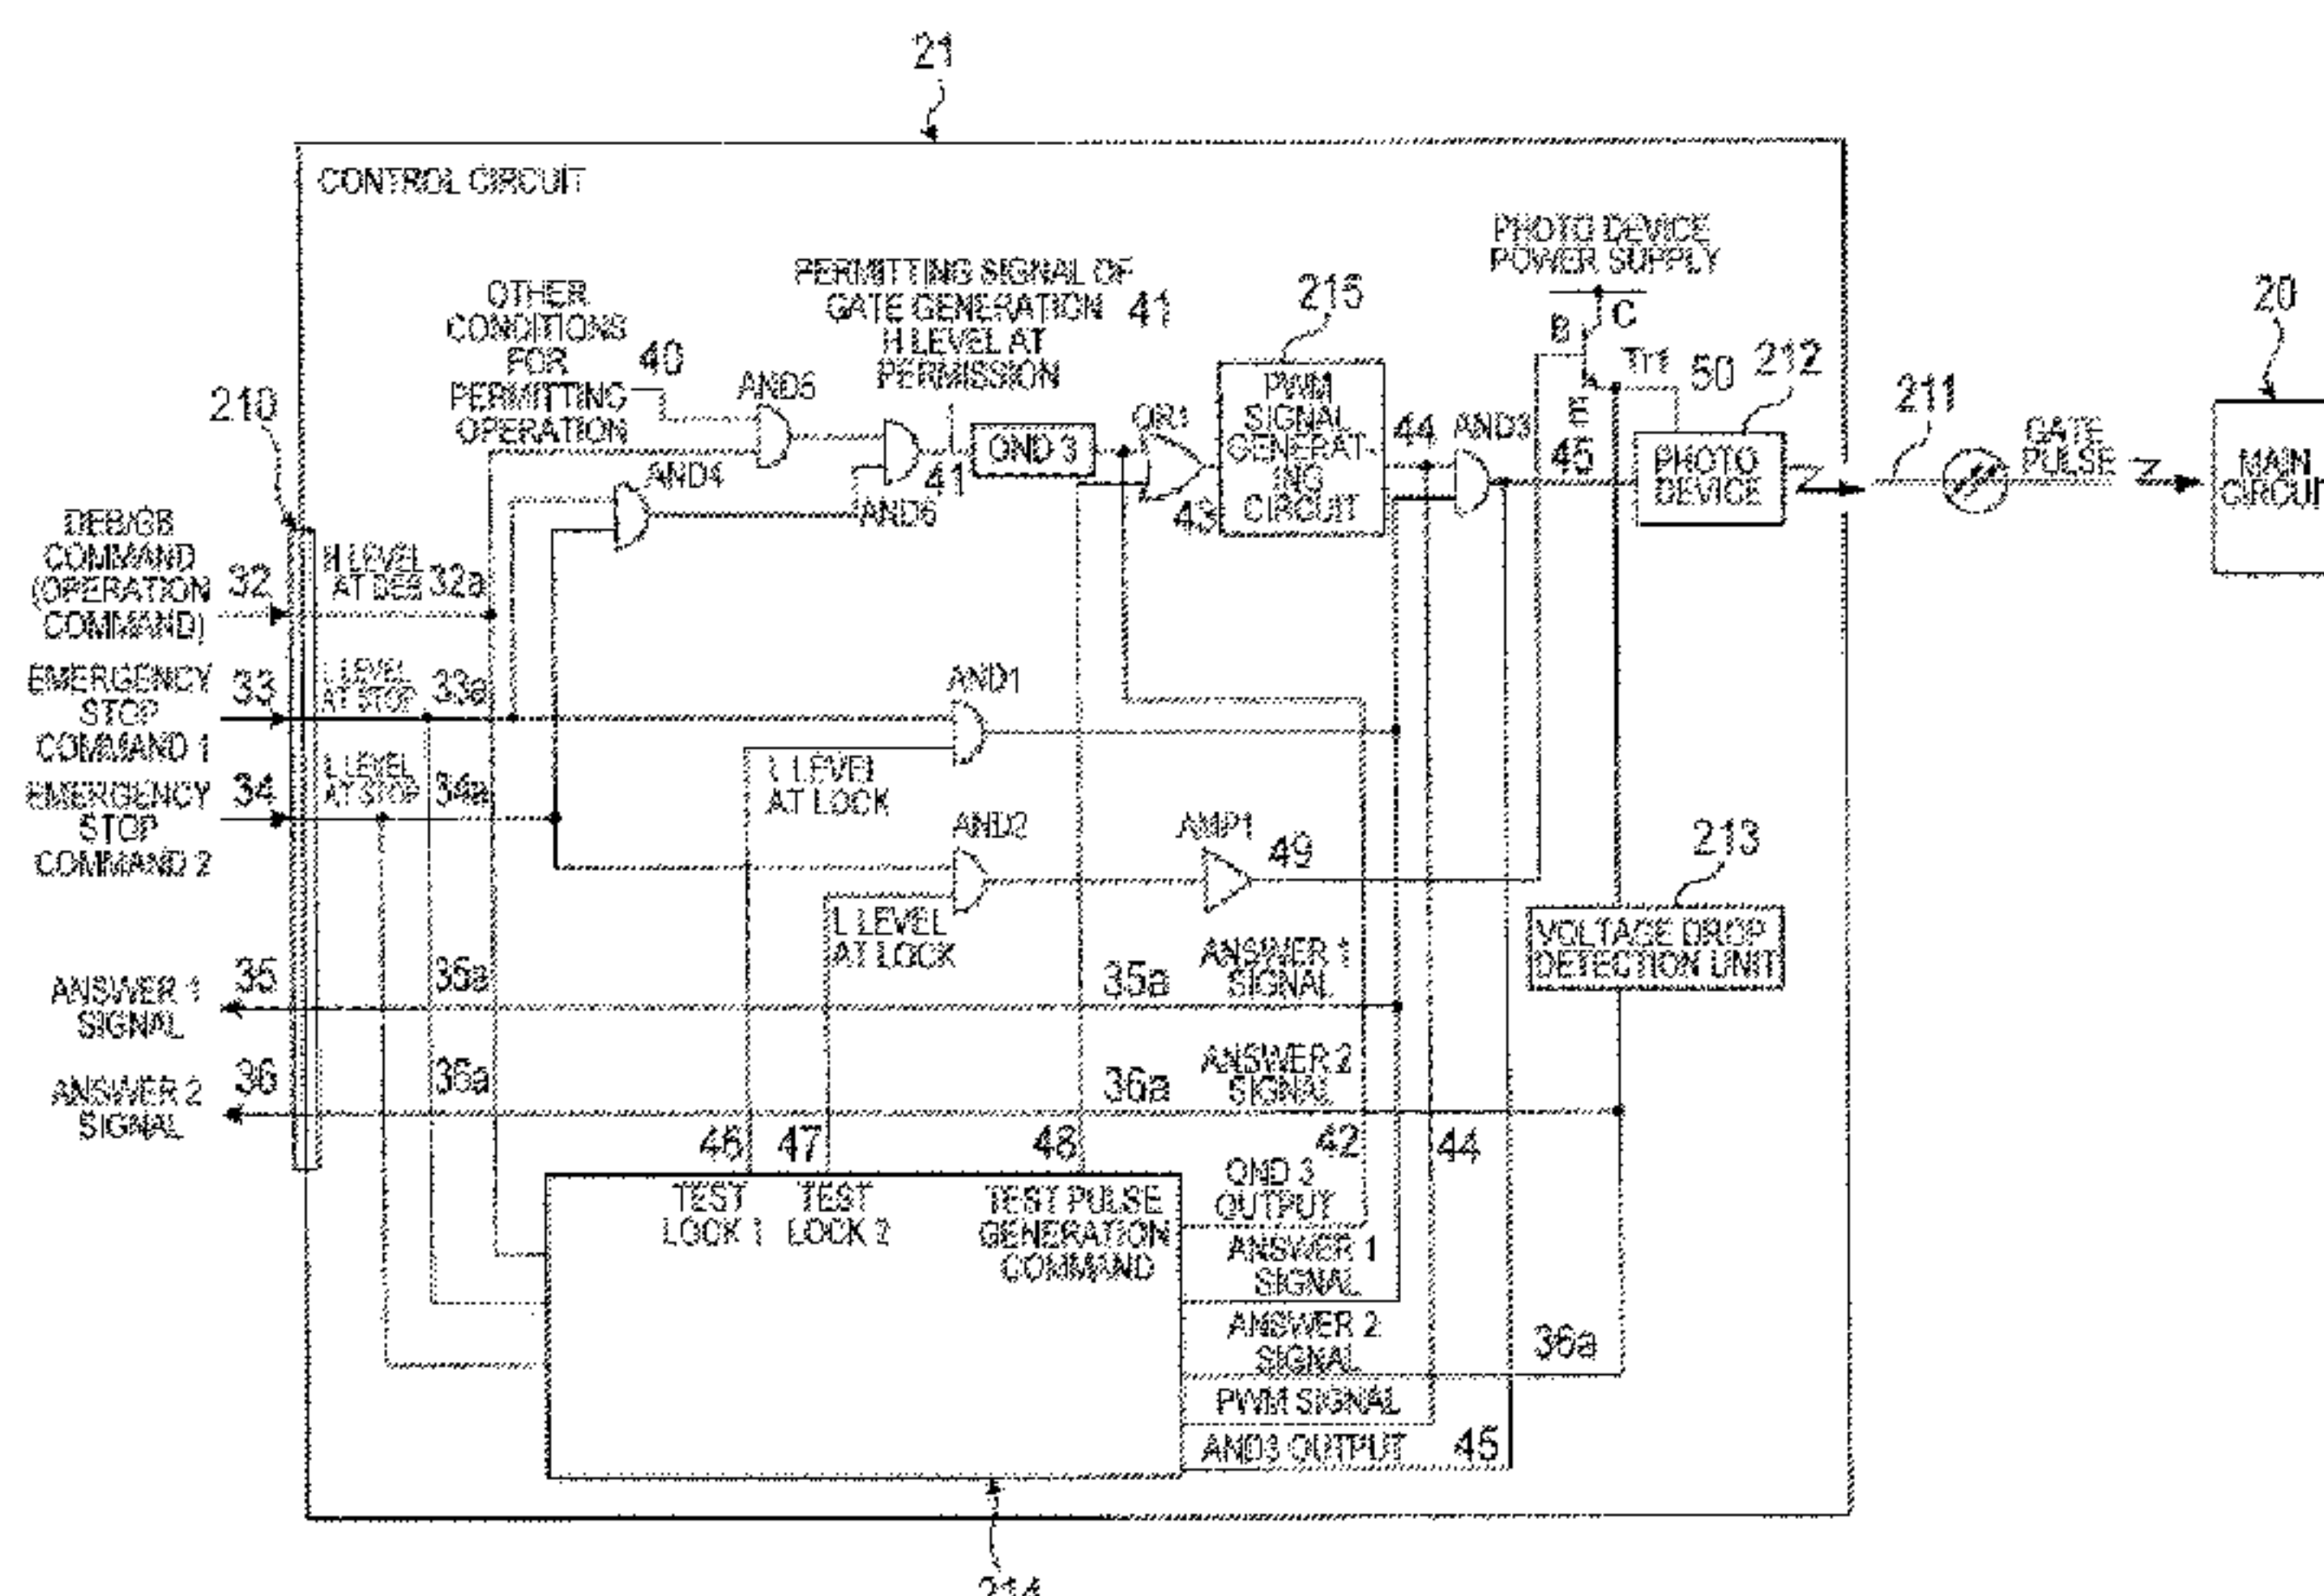 21
CONTROL CIRCUIT
PHOTO DEVICE
POWER SUPPLY
OTHER
CONDITIONS
FOR
PERMITTING
OPERATION
40
PERMITTING SIGNAL OF
GATE GENERATION
H LEVEL AT
PERMISSION
41
216
B
C
Tr1
E
50
212
211
20
210
AND5
AND4
AND6
41
OND 3
OR1
43
PWM
SIGNAL
GENERAT-
ING
CIRCUIT
44
AND3
45
PHOTO
DEVICE
GATE
PULSE
MAIN
CIRCUI
DEB/GB
COMMAND
(OPERATION
COMMAND)
32
H LEVEL
AT DEB
32a
EMERGENCY
STOP
COMMAND 1
33
L LEVEL
AT STOP
33a
AND1
L LEVEL
AT LOCK
EMERGENCY
STOP
COMMAND 2
34
L LEVEL
AT STOP
34a
AND2
L LEVEL
AT LOCK
AMP1
49
213
VOLTAGE DROP
DETECTION UNIT
ANSWER 1
SIGNAL
35
35a
35a
ANSWER 1
SIGNAL
ANSWER 2
SIGNAL
36
36a
36a
ANSWER 2
SIGNAL
46
47
48
42
44
TEST
LOCK 1
TEST
LOCK 2
TEST PULSE
GENERATION
COMMAND
OND 3
OUTPUT
ANSWER 1
SIGNAL
ANSWER 2
SIGNAL
36a
PWM SIGNAL
AND3 OUTPUT
45
214